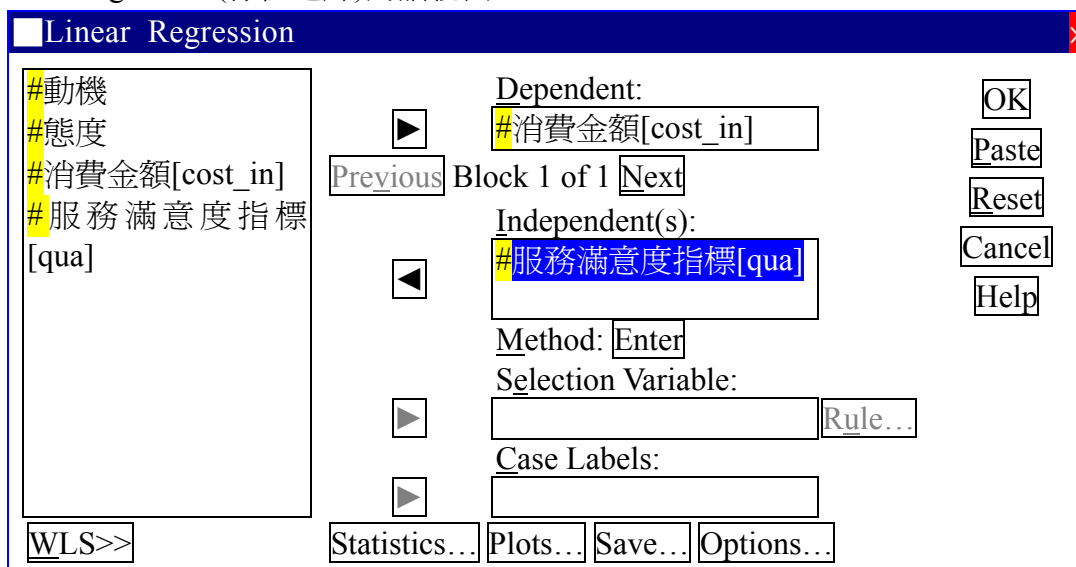 Linear Regression
#動機
#態度
#消費金額[cost_in]
#服務滿意度指標
[qua]
►
Dependent:
#消費金額[cost_in]
Previous Block 1 of 1 Next
Independent(s):
◄
#服務滿意度指標[qua]
Method: Enter
Selection Variable:
► Rule…
Case Labels:
►
OK
Paste
Reset
Cancel
Help
WLS>> Statistics… Plots… Save… Options…